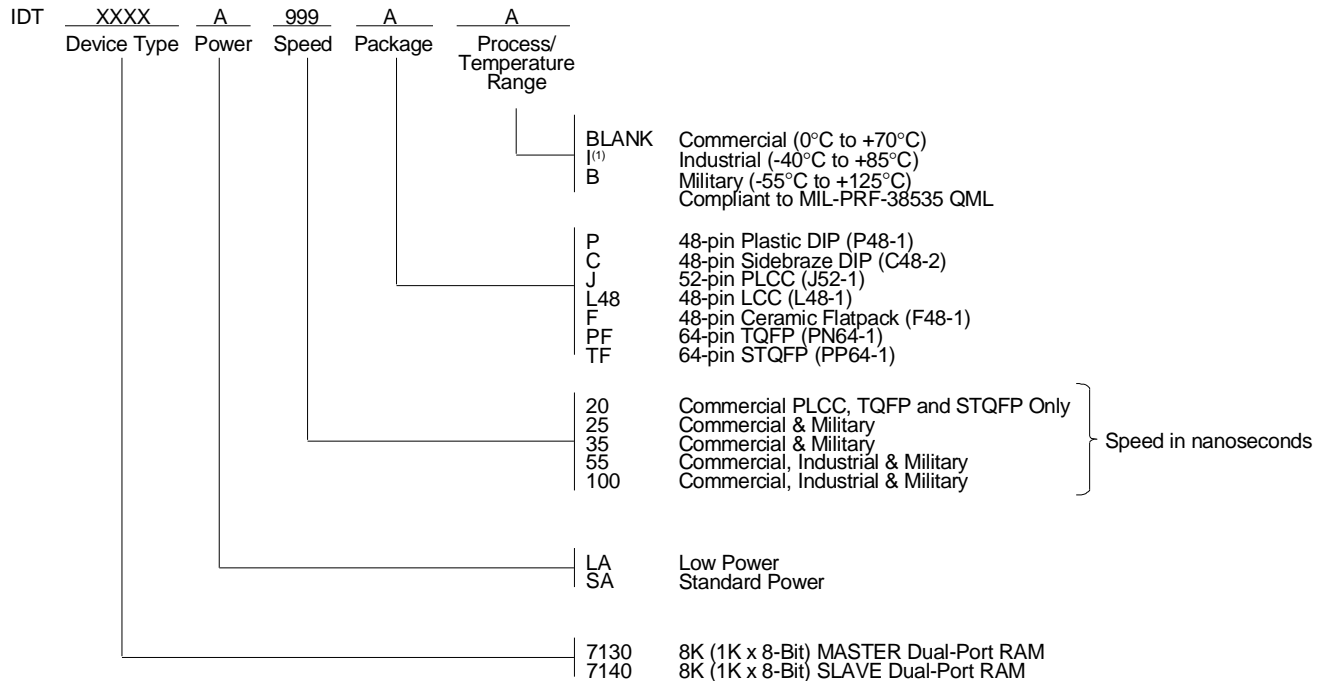 IDT XXXX A 999 A A
Device Type Power Speed Package Process/
Temperature
Range
BLANK Commercial (0°C to +70°C)
I(1) Industrial (-40°C to +85°C)
B Military (-55°C to +125°C)
Compliant to MIL-PRF-38535 QML
P 48-pin Plastic DIP (P48-1)
C 48-pin Sidebraze DIP (C48-2)
J 52-pin PLCC (J52-1)
L48 48-pin LCC (L48-1)
F 48-pin Ceramic Flatpack (F48-1)
PF 64-pin TQFP (PN64-1)
TF 64-pin STQFP (PP64-1)
20 Commercial PLCC, TQFP and STQFP Only
25 Commercial & Military
35 Commercial & Military
Speed in nanoseconds
55 Commercial, Industrial & Military
100 Commercial, Industrial & Military
LA Low Power
SA Standard Power
7130 8K (1K x 8-Bit) MASTER Dual-Port RAM
7140 8K (1K x 8-Bit) SLAVE Dual-Port RAM